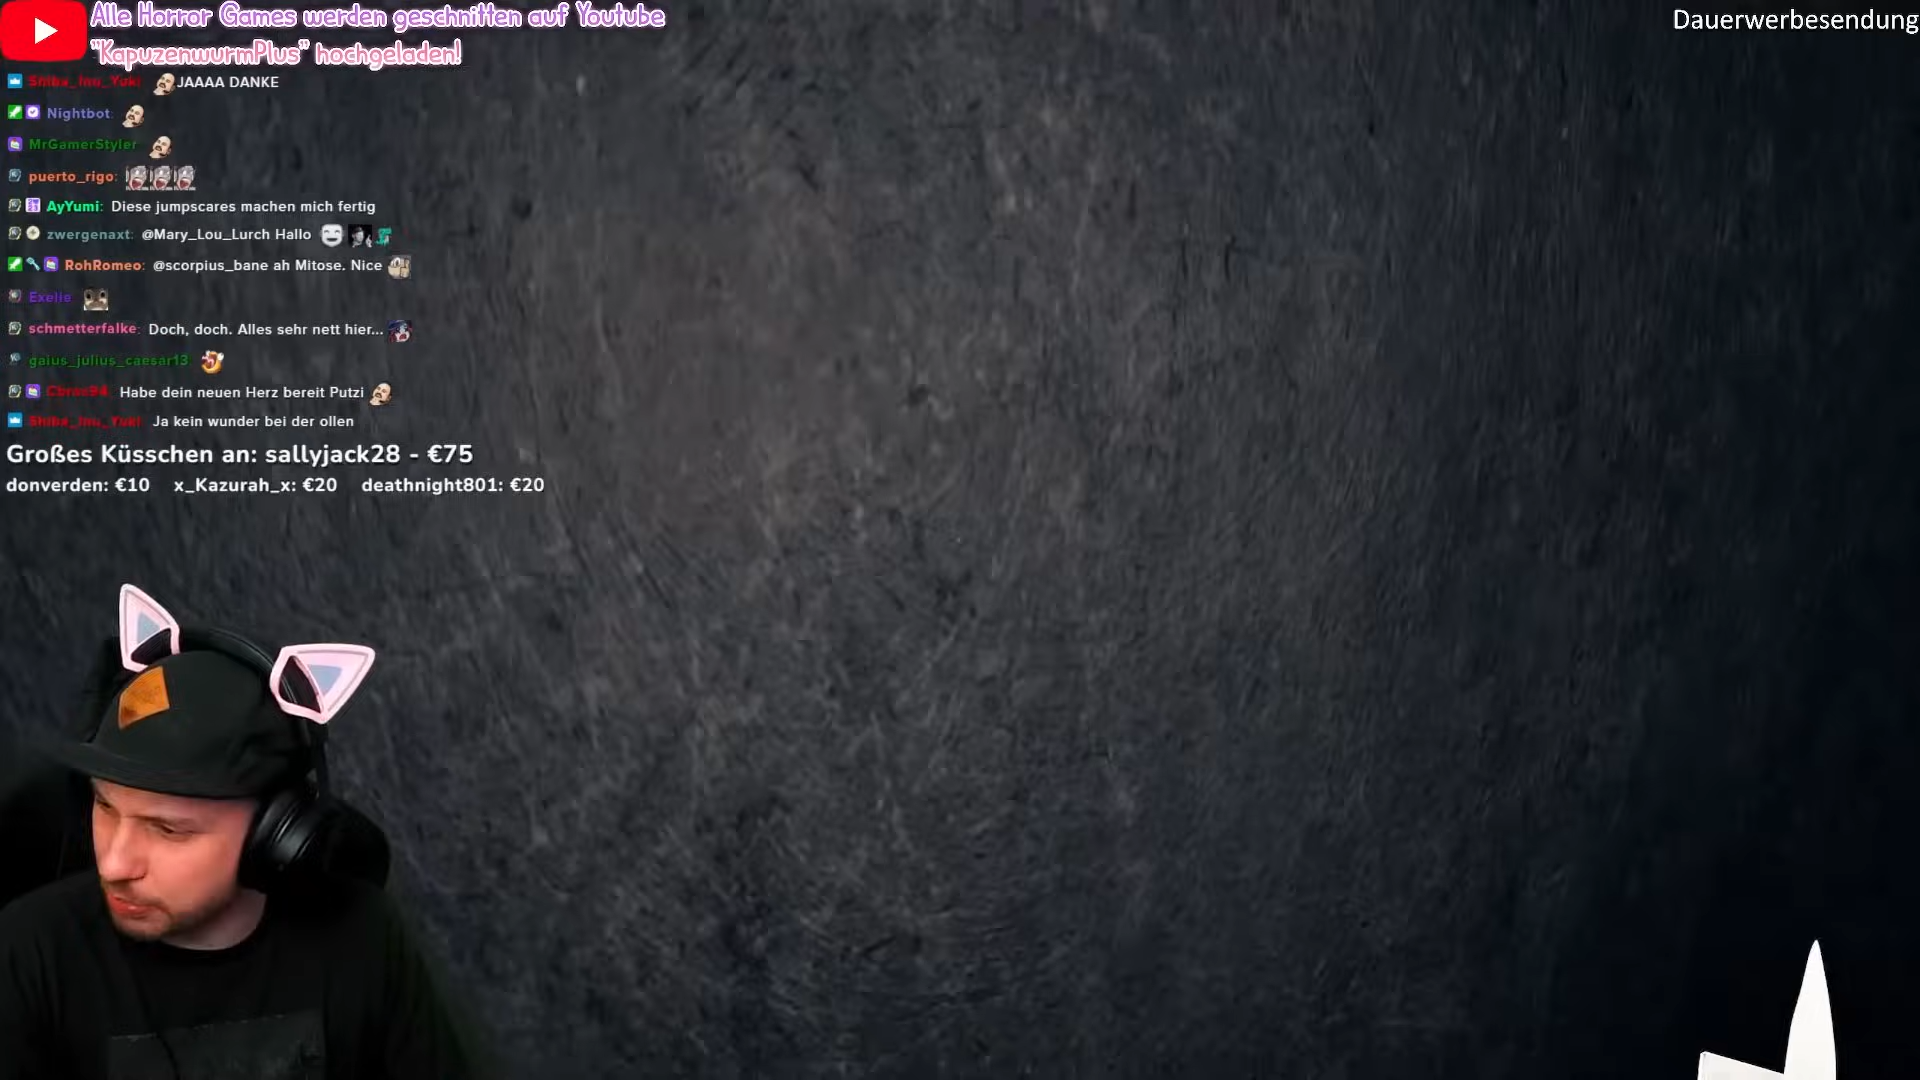 Alle Horror Games werden geschnitten auf Youtube
"KapuzenwurmPlus" hochgeladen!
Dauerwerbesendung
Shiba_Inu_Yuki JAAAA DANKE
Nightbot:
MrGamerStyler
puerto_rigo:
AyYumi: Diese jumpscares machen mich fertig
zwergenaxt: @Mary_Lou_Lurch Hallo
RohRomeo: @scorpius_bane ah Mitose. Nice
Exelie
schmetterfalke: Doch, doch. Alles sehr nett hier...
gaius_julius_caesar13
Habe dein neuen Herz bereit Putzi
Shiba_Inu_Yuki Ja kein wunder bei der ollen
Großes Küsschen an: sallyjack28 - €75
donverden: €10 x_Kazurah_x: €20 deathnight801: €20